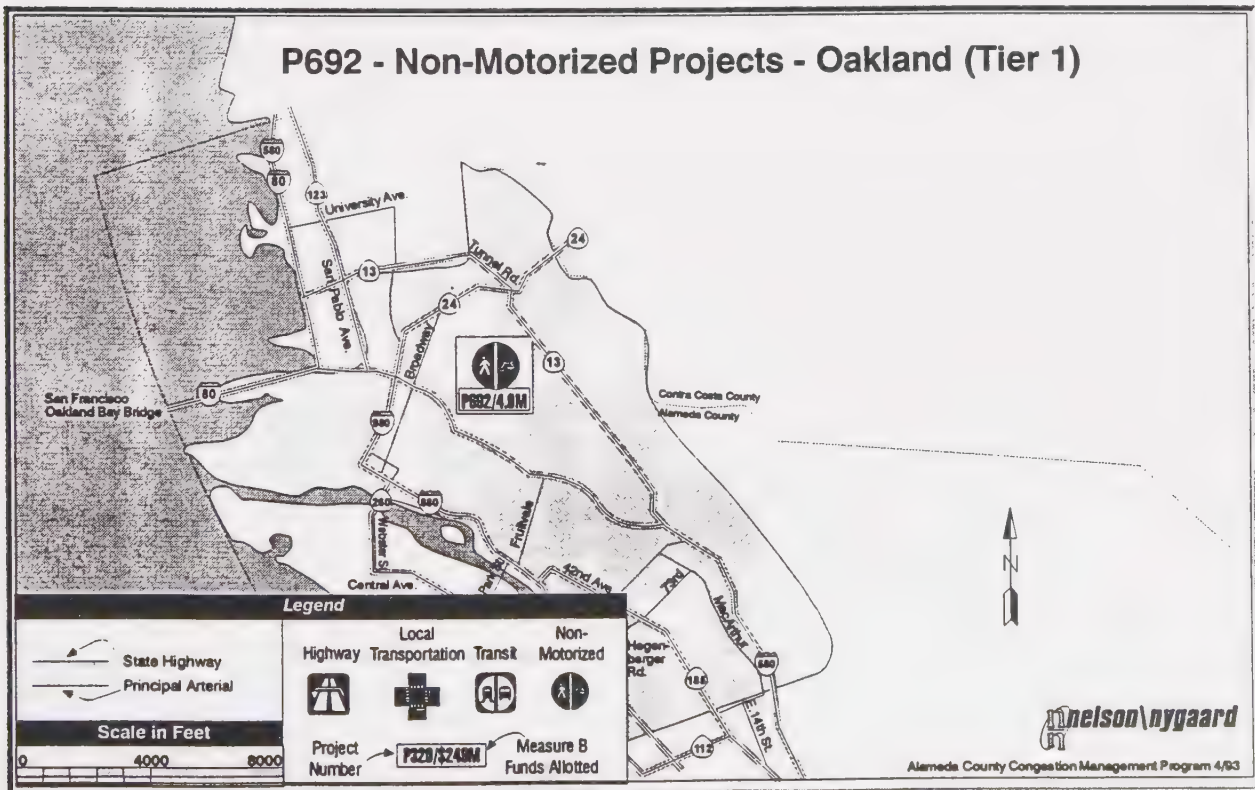 P692 - Non-Motorized Projects - Oakland (Tier 1)
580
80
123
University Ave.
24
Tunnel Rd.
13
San Pablo Ave.
24
Broadway
13
P692/4.9M
San Francisco
Oakland Bay Bridge
80
Contra Costa County
Alameda County
980
260
880
Webster St.
Fruitvale
Park St.
42nd Ave
Central Ave.
73rd
MacArthur
N
Hegen-
berger
Rd.
580
185
E. 14th St.
112
Legend
State Highway
Principal Arterial
Highway
Local
Transportation
Transit
Non-
Motorized
Scale in Feet
0 4000 8000
Project
Number
P320/$248M
Measure B
Funds Allotted
nelson\nygaard
Alameda County Congestion Management Program 4/93